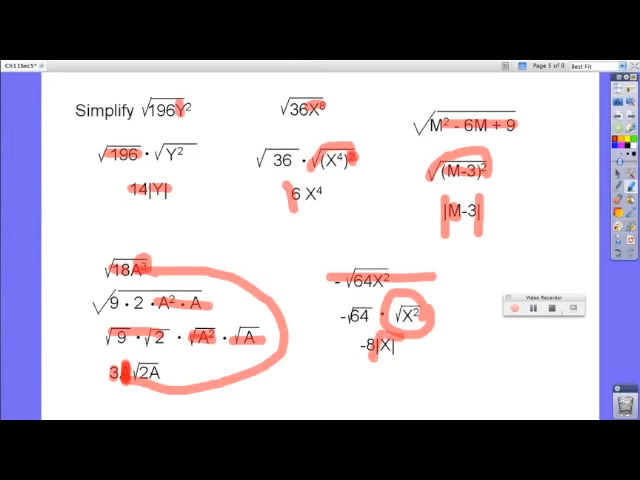 Ch11Sec5*
Page 5 of 9
Best Fit
Simplify √196Y²
√196 · √Y²
14|Y|
√36X⁸
√36 · √(X⁴)²
6 X⁴
√M² - 6M + 9
√(M-3)²
|M-3|
√18A³
√9 · 2 · A² · A
√9 · √2 · √A² · √A
3A√2A
-√64X²
-√64 · √X²
-8|X|
Video Recorder